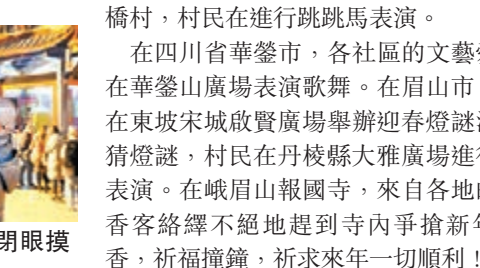 橋村，村民在進行跳跳馬表演。
在四川省華鎣市，各社區的文藝
在華鎣山廣場表演歌舞。在眉山市
在東坡宋城啟賢廣場舉辦迎春燈謎
猜燈謎，村民在丹棱縣大雅廣場進行
表演。在峨眉山報國寺，來自各地的
香客絡繹不絕地趕到寺內爭搶新年
香，祈福撞鐘，祈求來年一切順利！
閉眼摸